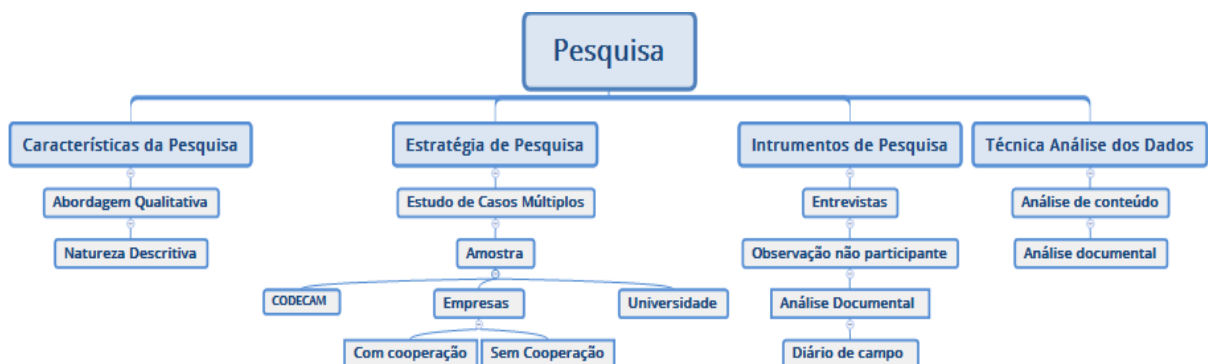 Pesquisa
Características da Pesquisa
Estratégia de Pesquisa
Intrumentos de Pesquisa
Técnica Análise dos Dados
Abordagem Qualitativa
Estudo de Casos Múltiplos
Entrevistas
Análise de conteúdo
Natureza Descritiva
Amostra
Observação não participante
Análise documental
CODECAM
Empresas
Universidade
Análise Documental
Com cooperação
Sem Cooperação
Diário de campo